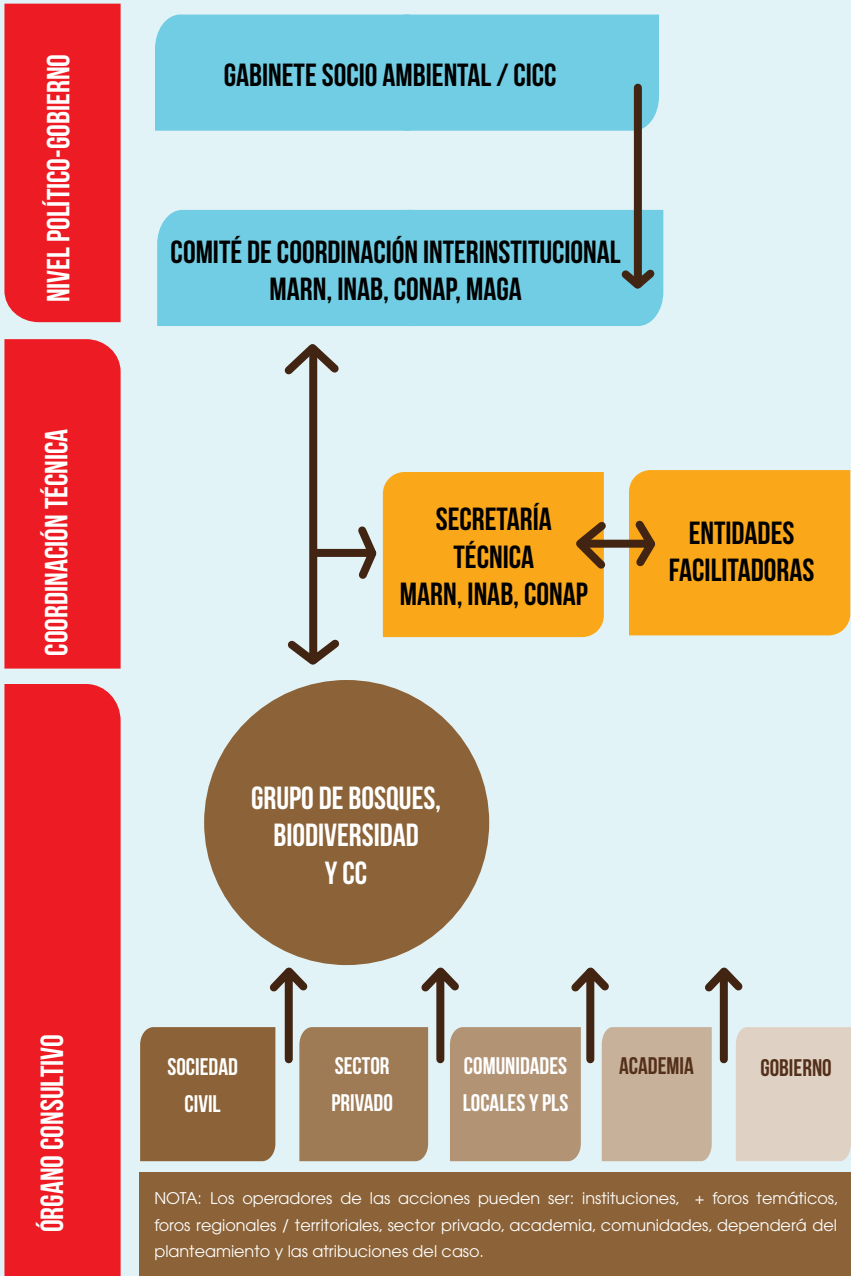 NIVEL POLÍTICO-GOBIERNO
GABINETE SOCIO AMBIENTAL / CICC
COMITÉ DE COORDINACIÓN INTERINSTITUCIONAL
MARN, INAB, CONAP, MAGA
COORDINACIÓN TÉCNICA
SECRETARÍA
TÉCNICA
MARN, INAB, CONAP
ENTIDADES
FACILITADORAS
ÓRGANO CONSULTIVO
GRUPO DE BOSQUES,
BIODIVERSIDAD
Y CC
SOCIEDAD
CIVIL
SECTOR
PRIVADO
COMUNIDADES
LOCALES Y PLS
ACADEMIA
GOBIERNO
NOTA: Los operadores de las acciones pueden ser: instituciones, + foros temáticos,
foros regionales / territoriales, sector privado, academia, comunidades, dependerá del
planteamiento y las atribuciones del caso.